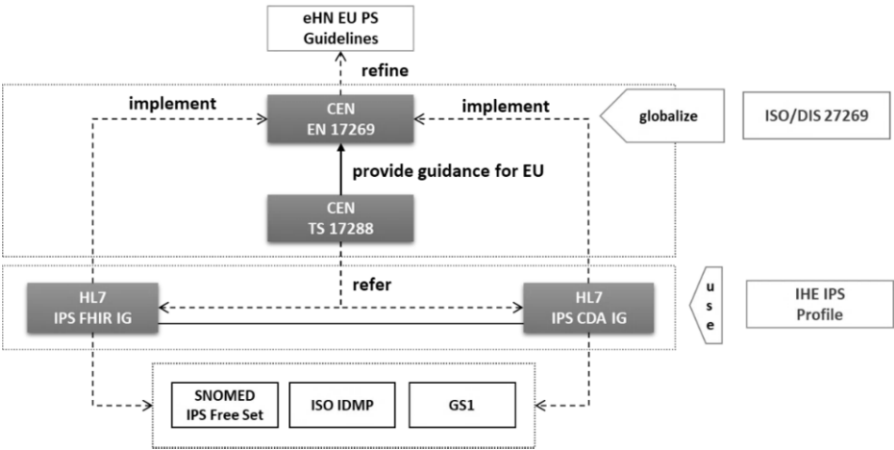 eHN EU PS
Guidelines
refine
implement
CEN
EN 17269
implement
globalize
ISO/DIS 27269
provide guidance for EU
CEN
TS 17288
refer
HL7
IPS FHIR IG
HL7
IPS CDA IG
u
s
e
IHE IPS
Profile
SNOMED
IPS Free Set
ISO IDMP
GS1